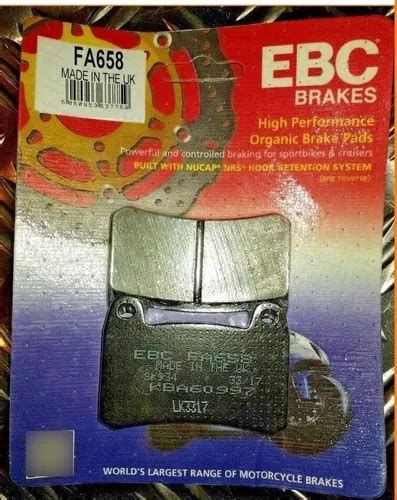 FA658
MADE IN THE UK
EBC
BRAKES
High Performance
Organic Brake Pads
Powerful and controlled braking for sportbikes & cruisers
BUILT WITH NUCAP NRS HOOK RETENTION SYSTEM
(see reverse)
EBC FA658
MADE IN THE UK
33/17
LK3317
WORLD'S LARGEST RANGE OF MOTORCYCLE BRAKES